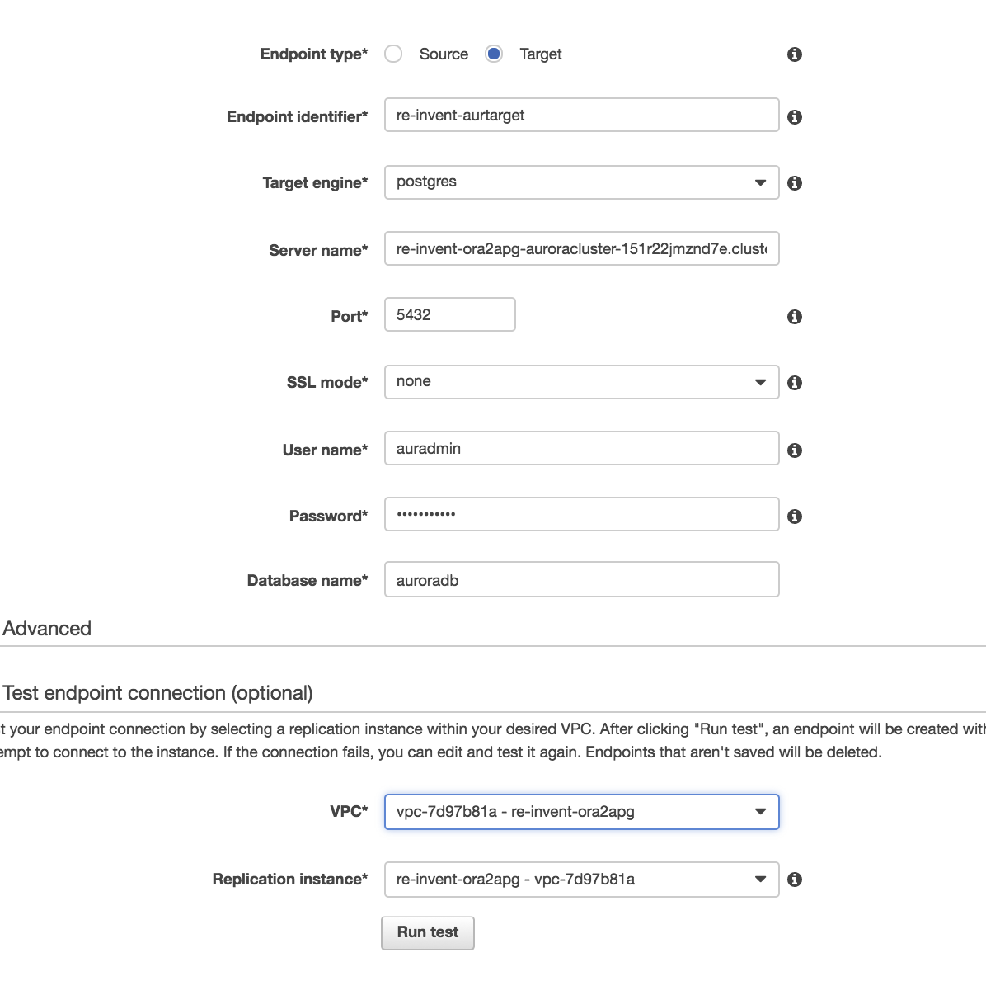 Endpoint type* Source Target
Endpoint identifier* re-invent-aurtarget
Target engine* postgres
Server name* re-invent-ora2apg-auroracluster-151r22jmznd7e.clust
Port* 5432
SSL mode* none
User name* auradmin
Password* •••••••••••
Database name* auroradb
Advanced
Test endpoint connection (optional)
t your endpoint connection by selecting a replication instance within your desired VPC. After clicking "Run test", an endpoint will be created with
empt to connect to the instance. If the connection fails, you can edit and test it again. Endpoints that aren't saved will be deleted.
VPC* vpc-7d97b81a - re-invent-ora2apg
Replication instance* re-invent-ora2apg - vpc-7d97b81a
Run test